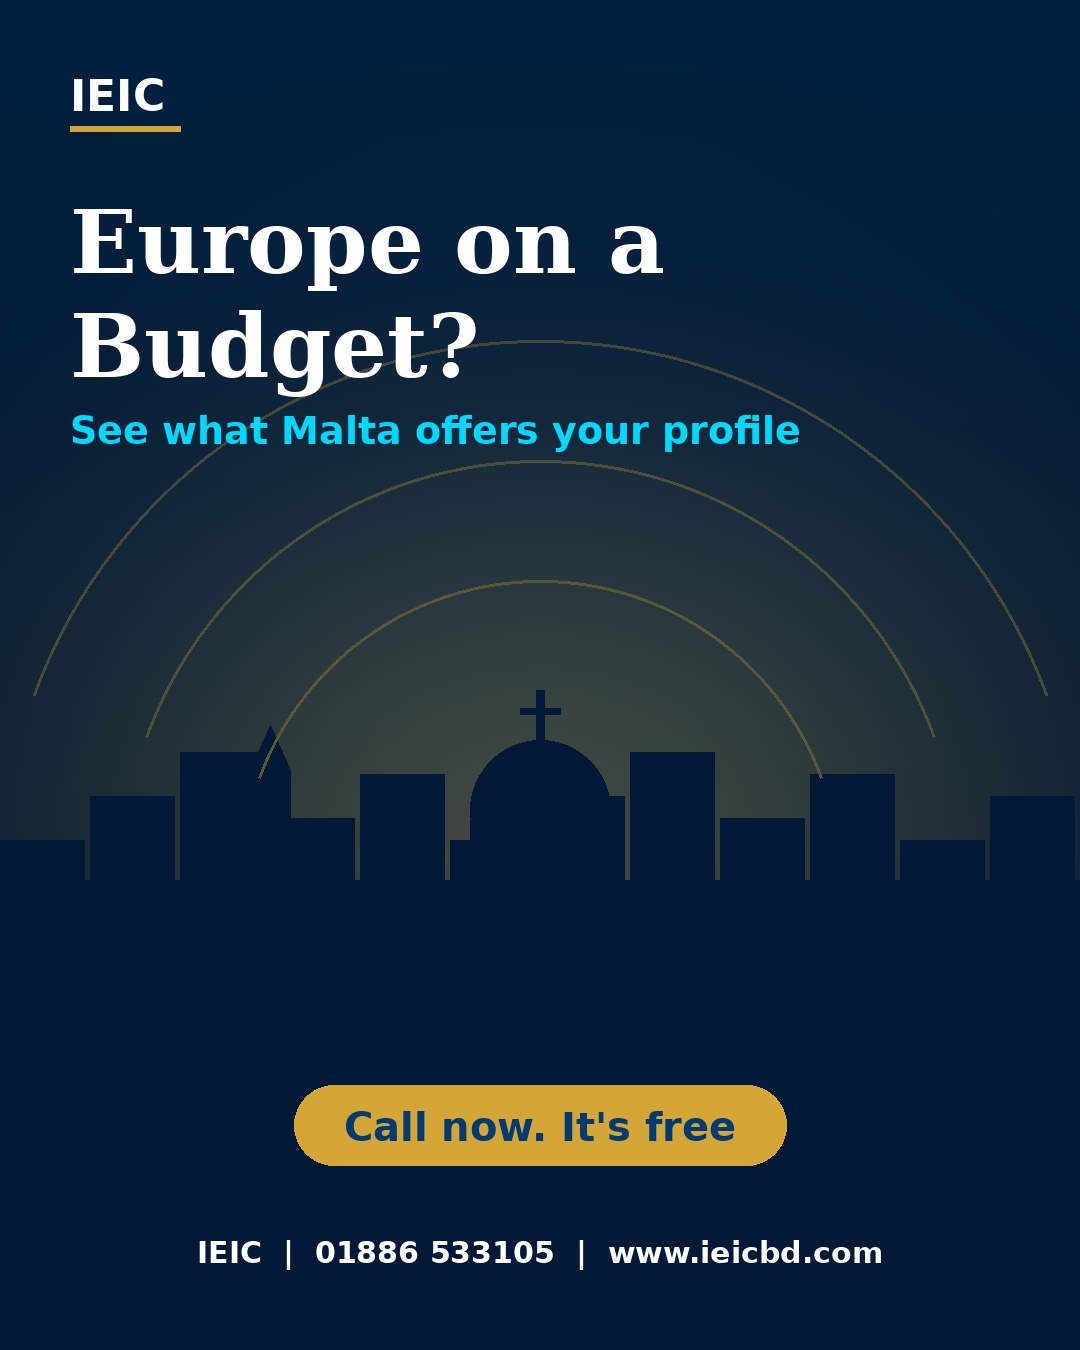 IEIC
Europe on a
Budget?
See what Malta offers your profile
Call now. It's free
IEIC | 01886 533105 | www.ieicbd.com